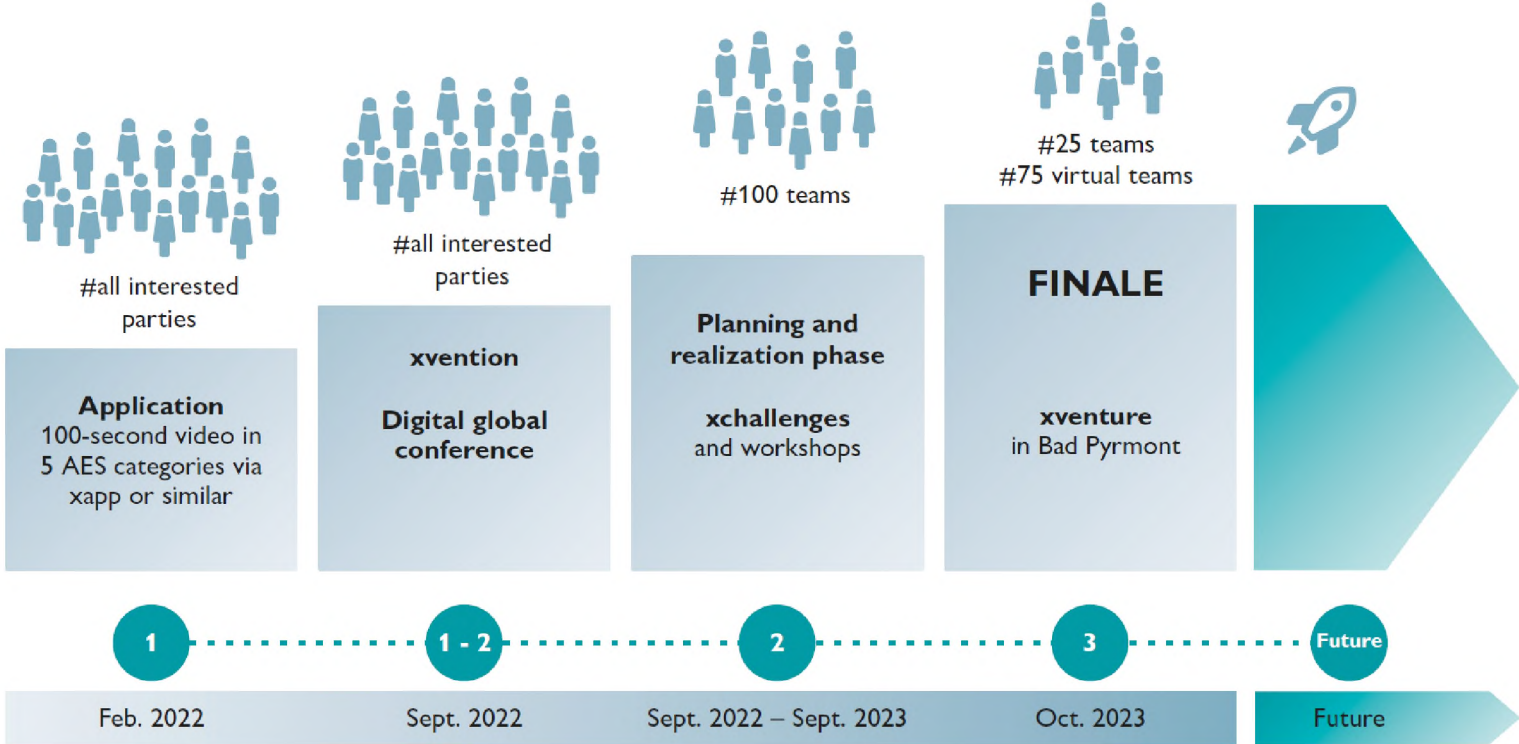 #all interested
parties
Application
100-second video in
5 AES categories via
xapp or similar
#all interested
parties
xvention
Digital global
conference
#100 teams
Planning and
realization phase
xchallenges
and workshops
#25 teams
#75 virtual teams
FINALE
xventure
in Bad Pyrmont
1
1 - 2
2
3
Future
Feb. 2022
Sept. 2022
Sept. 2022 – Sept. 2023
Oct. 2023
Future